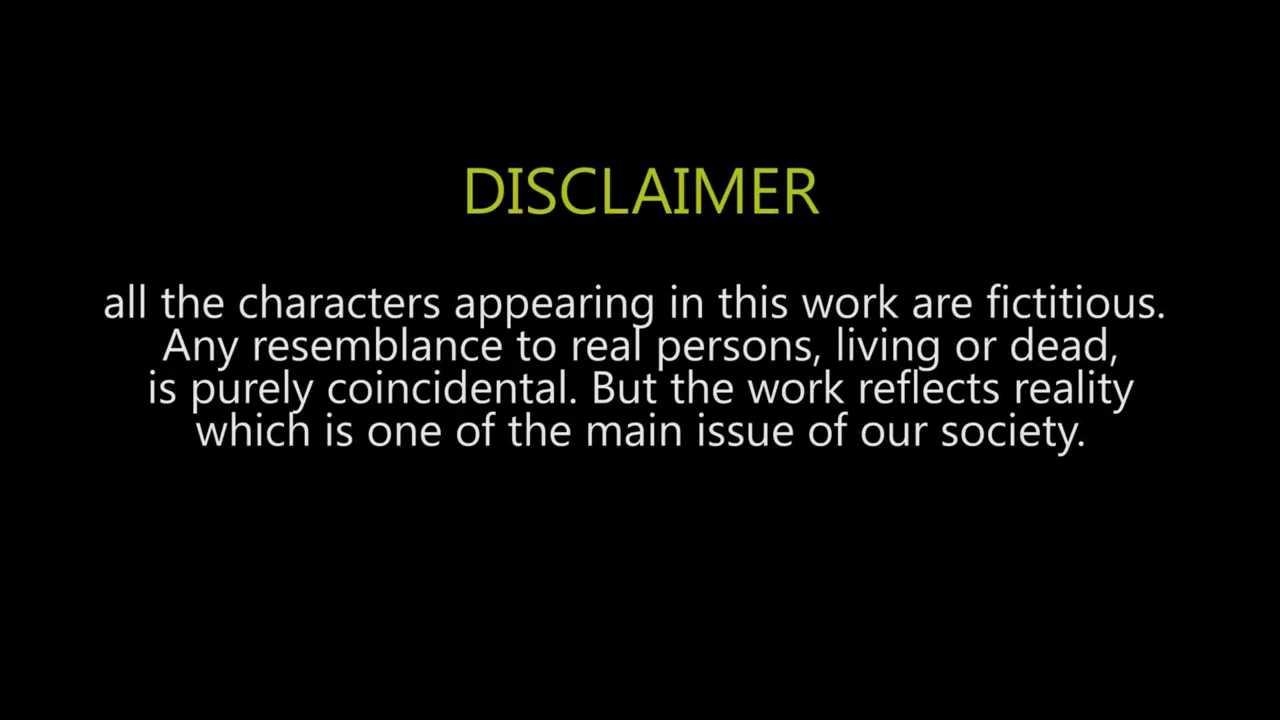 DISCLAIMER
all the characters appearing in this work are fictitious.
Any resemblance to real persons, living or dead,
is purely coincidental. But the work reflects reality
which is one of the main issue of our society.